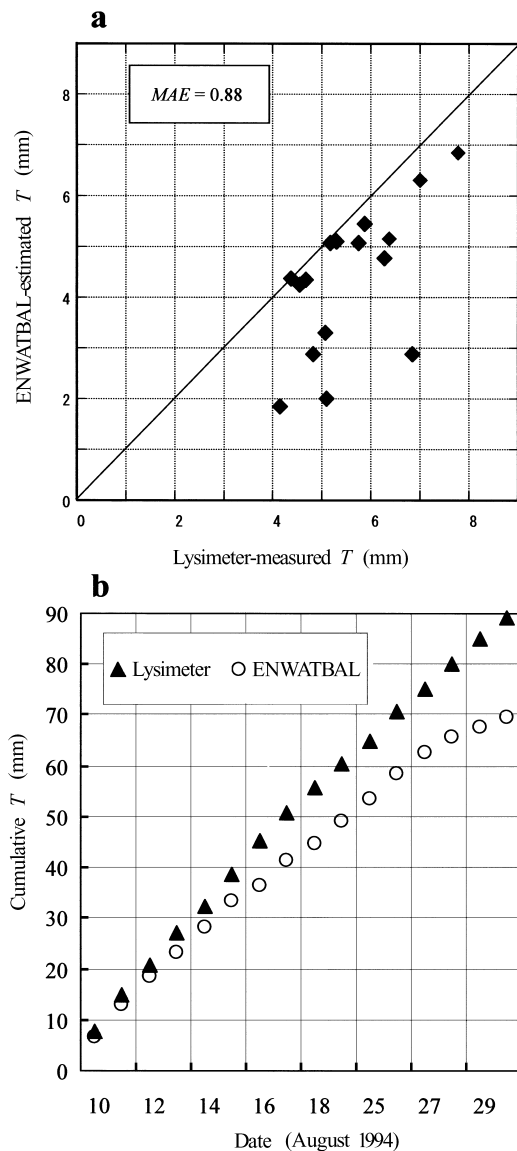 a
MAE = 0.88
8
6
4
2
0
ENWATBAL-estimated T (mm)
0 2 4 6 8
Lysimeter-measured T (mm)
b
Lysimeter ENWATBAL
90
80
70
60
50
40
30
20
10
0
Cumulative T (mm)
10 12 14 16 18 25 27 29
Date (August 1994)